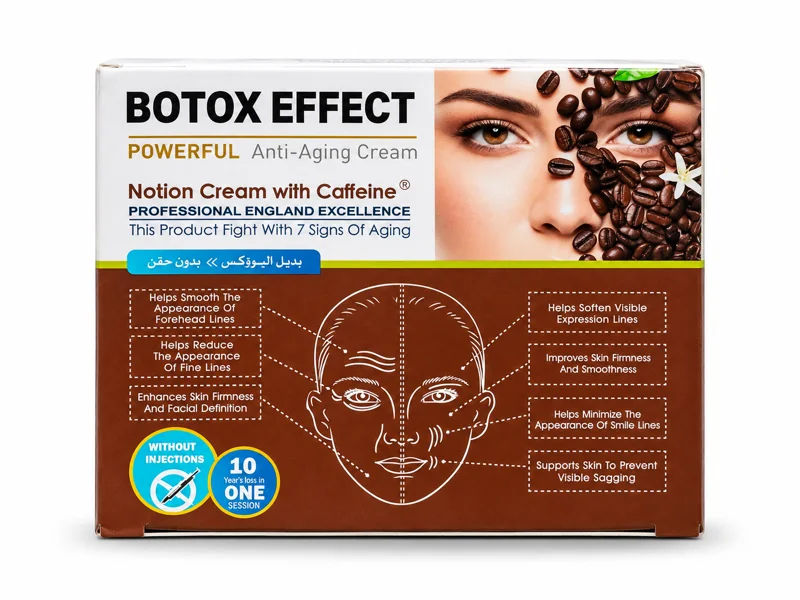 BOTOX EFFECT
POWERFUL Anti-Aging Cream
Notion Cream with Caffeine®
PROFESSIONAL ENGLAND EXCELLENCE
This Product Fight With 7 Signs Of Aging
بديل اليوۆكس » بدون حقن
Helps Smooth The
Appearance Of
Forehead Lines
Helps Reduce
The Appearance
Of Fine Lines
Enhances Skin Firmness
And Facial Definition
Helps Soften Visible
Expression Lines
Improves Skin Firmness
And Smoothness
Helps Minimize The
Appearance Of Smile Lines
Supports Skin To Prevent
Visible Sagging
WITHOUT
INJECTIONS
10
Year's loss in
ONE
SESSION